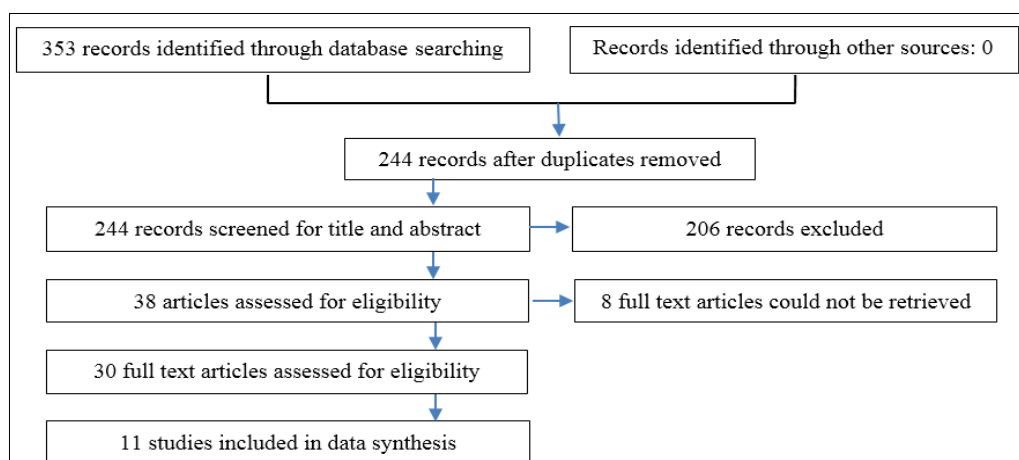 353 records identified through database searching
Records identified through other sources: 0
244 records after duplicates removed
244 records screened for title and abstract
206 records excluded
38 articles assessed for eligibility
8 full text articles could not be retrieved
30 full text articles assessed for eligibility
11 studies included in data synthesis